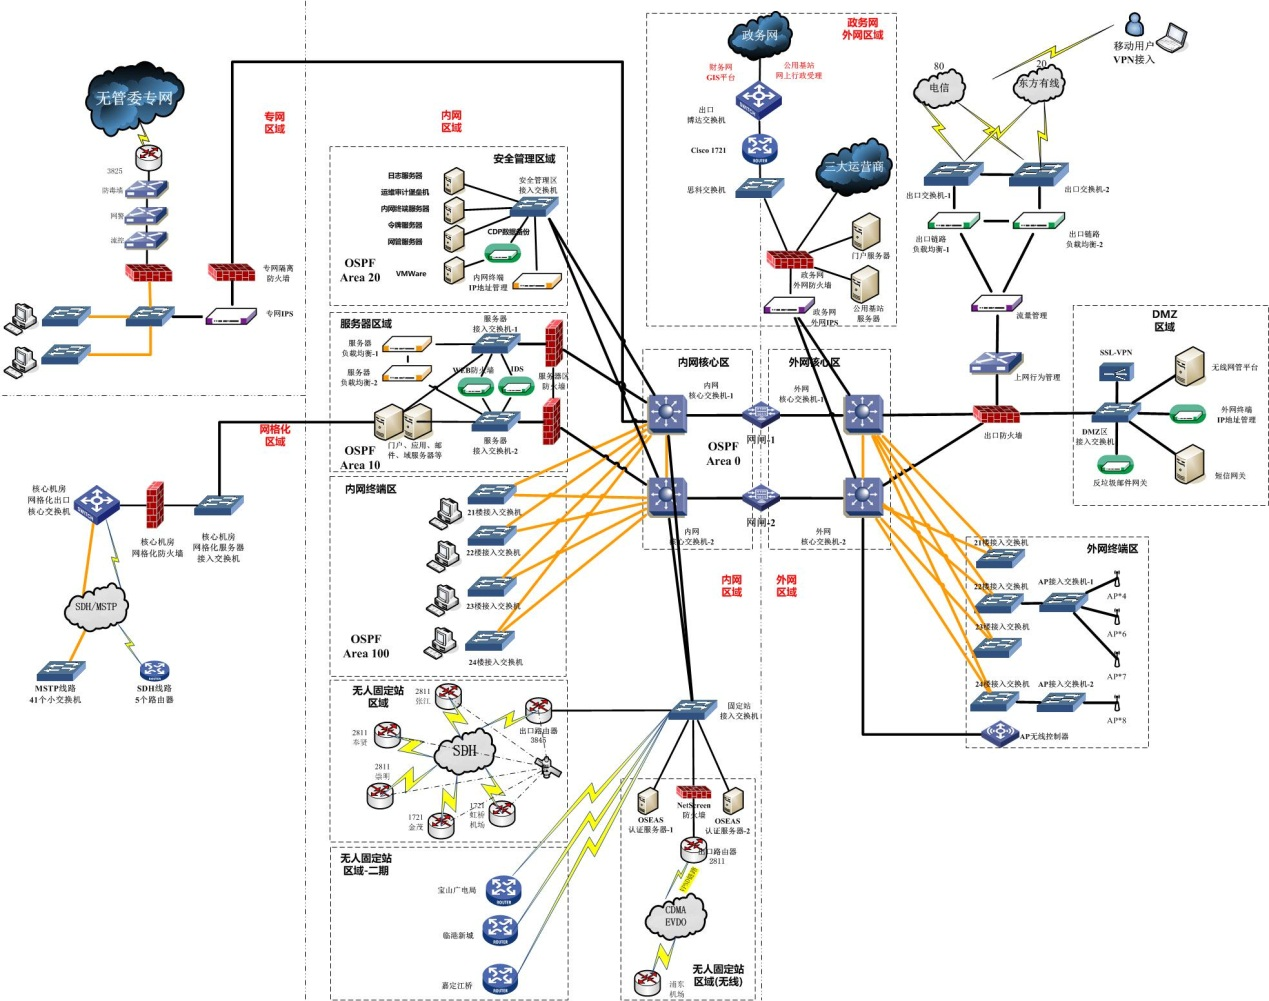 无管委专网
3825
防毒墙
网警
流控
专网
区域
专网隔离
防火墙
专网IPS
网格化
区域
核心机房
网格化出口
核心交换机
核心机房
网格化防火墙
核心机房
网格化服务器
接入交换机
SDH/MSTP
MSTP线路
41个小交换机
SDH线路
5个路由器
内网
区域
安全管理区域
日志服务器
运维审计堡垒机
内网终端服务器
令牌服务器
网管服务器
VMWare
安全管理区
接入交换机
CDP数据备份
内网终端
IP地址管理
OSPF
Area 20
服务器区域
服务器
负载均衡-1
服务器
负载均衡-2
服务器
接入交换机-1
WEB防火墙
IDS
服务器区
防火墙
门户、应用、邮
件、域服务器等
服务器
接入交换机-2
OSPF
Area 10
内网终端区
21楼接入交换机
22楼接入交换机
23楼接入交换机
24楼接入交换机
OSPF
Area 100
无人固定站
区域
2811
张江
2811
奉贤
2811
崇明
1721
金茂
1721
虹桥
机场
SDH
出口路由器
3845
无人固定站
区域-二期
宝山广电局
ROUTER
临港新城
ROUTER
嘉定江桥
ROUTER
政务网
外网区域
政务网
财务网
GIS平台
公用基站
网上行政受理
出口
博达交换机
Cisco 1721
ROUTER
思科交换机
三大运营商
门户服务器
政务网
外网防火墙
公用基站
服务器
政务网
外网IPS
内网核心区
内网
核心交换机-1
内网
核心交换机-2
OSPF
Area 0
网闸-1
网闸-2
外网核心区
外网
核心交换机-1
外网
核心交换机-2
内网
区域
外网
区域
固定站
接入交换机
OSEAS
认证服务器-1
NetScreen
防火墙
OSEAS
认证服务器-2
出口路由器
2811
CDMA
EVDO
浦东
机场
无人固定站
区域(无线)
移动用户
VPN接入
80
电信
20
东方有线
出口交换机-1
出口交换机-2
出口链路
负载均衡-1
出口链路
负载均衡-2
流量管理
上网行为管理
出口防火墙
DMZ
区域
SSL-VPN
无线网管平台
DMZ区
接入交换机
外网终端
IP地址管理
反垃圾邮件网关
短信网关
外网终端区
21楼接入交换机
22楼接入交换机
23楼接入交换机
24楼接入交换机
AP接入交换机-1
AP*4
AP*6
AP*7
AP接入交换机-2
AP*8
AP无线控制器